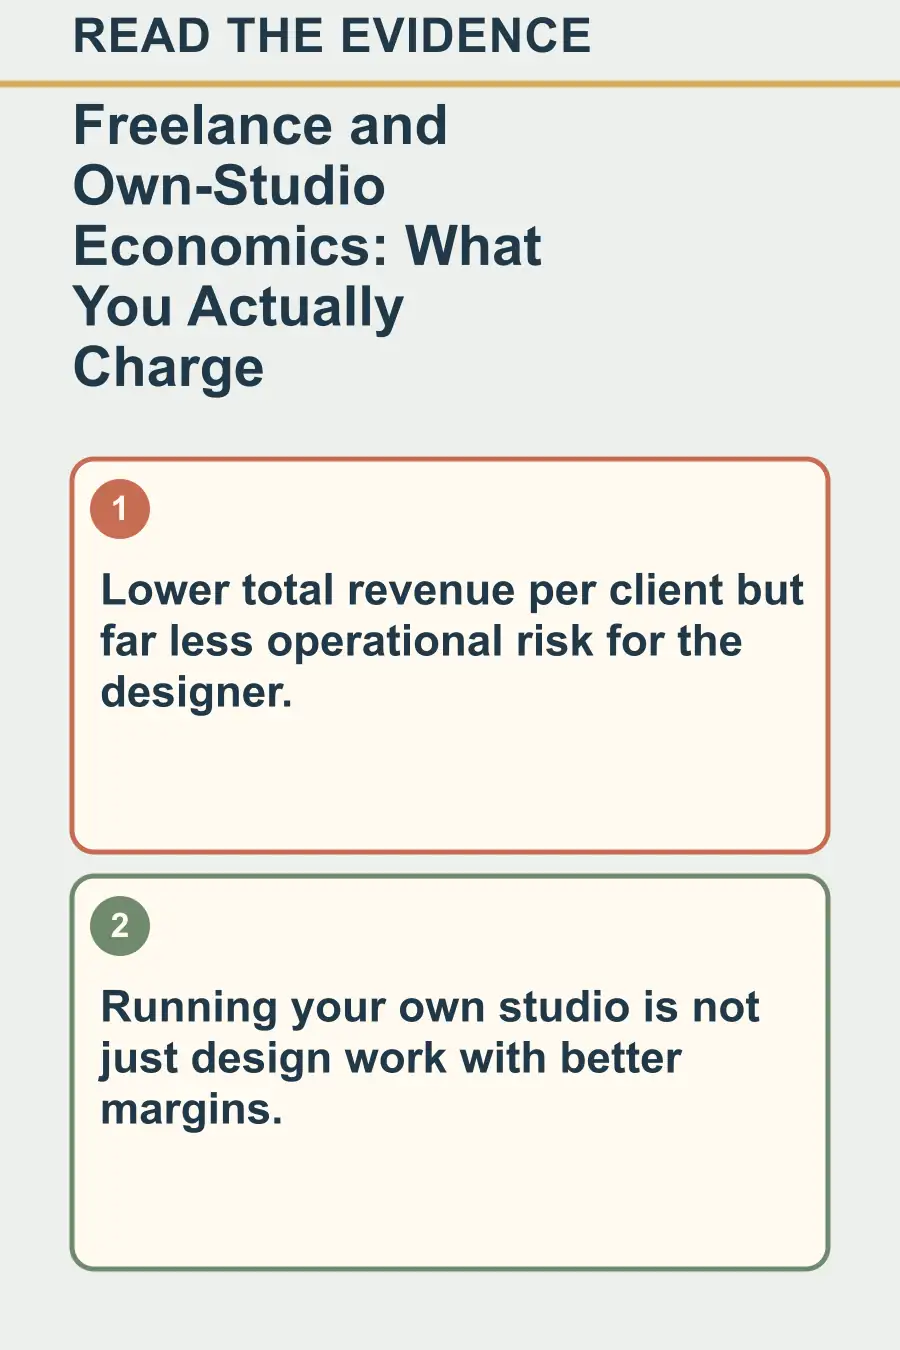 READ THE EVIDENCE
Freelance and
Own-Studio
Economics: What
You Actually
Charge
1
Lower total revenue per client but
far less operational risk for the
designer.
2
Running your own studio is not
just design work with better
margins.